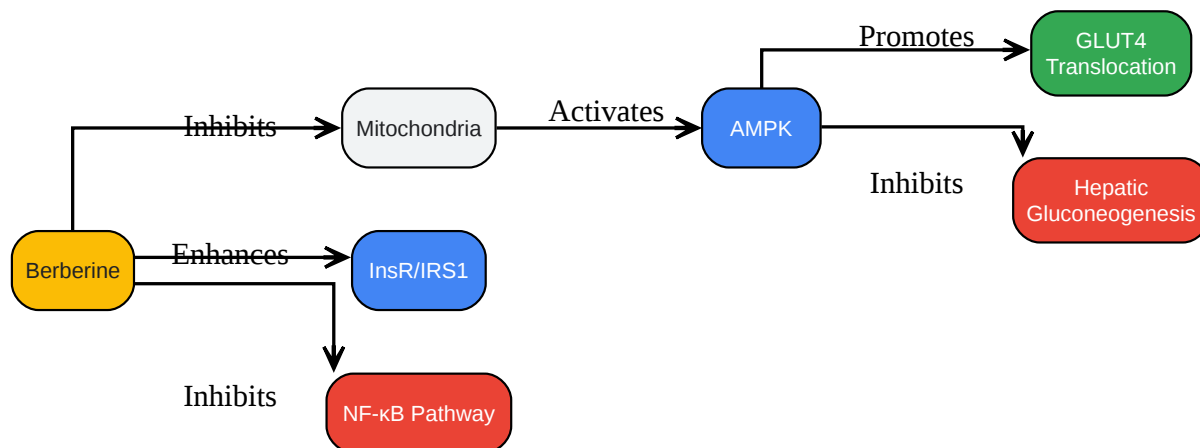 Promotes
GLUT4
Translocation
Inhibits
Mitochondria
Activates
AMPK
Inhibits
Hepatic
Gluconeogenesis
Berberine
Enhances
InsR/IRS1
Inhibits
NF-κB Pathway